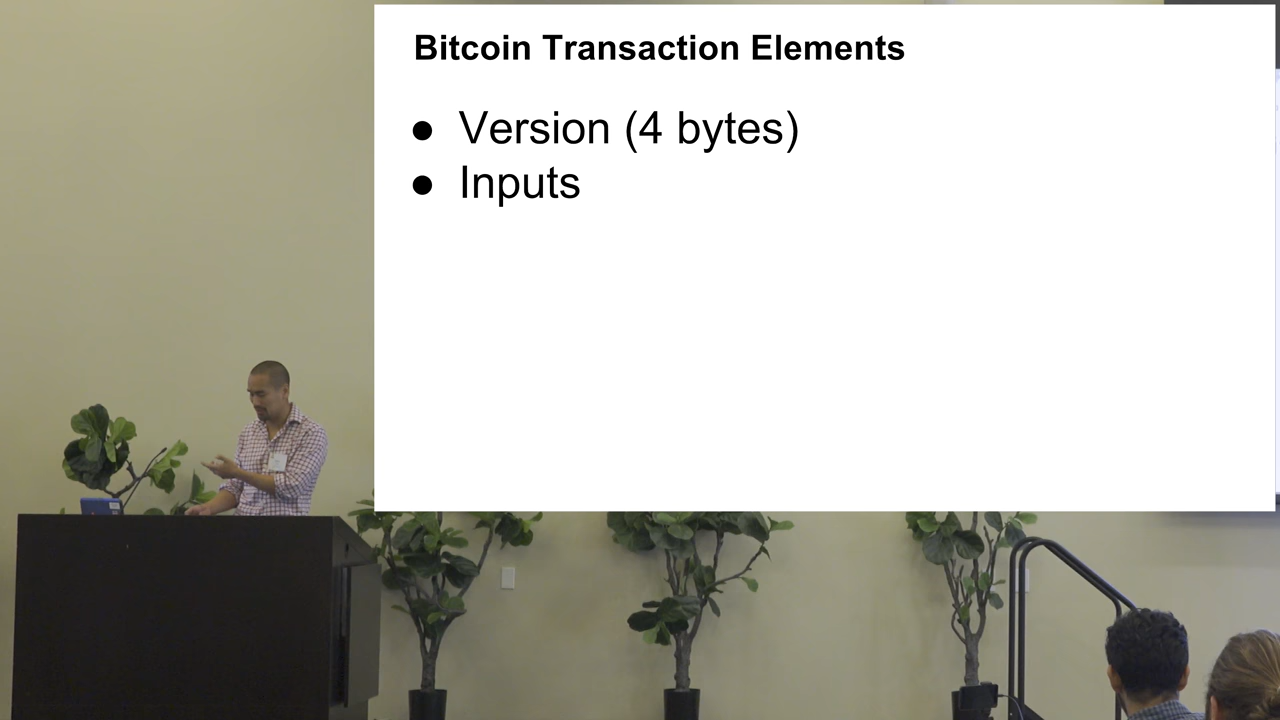 Bitcoin Transaction Elements
● Version (4 bytes)
● Inputs